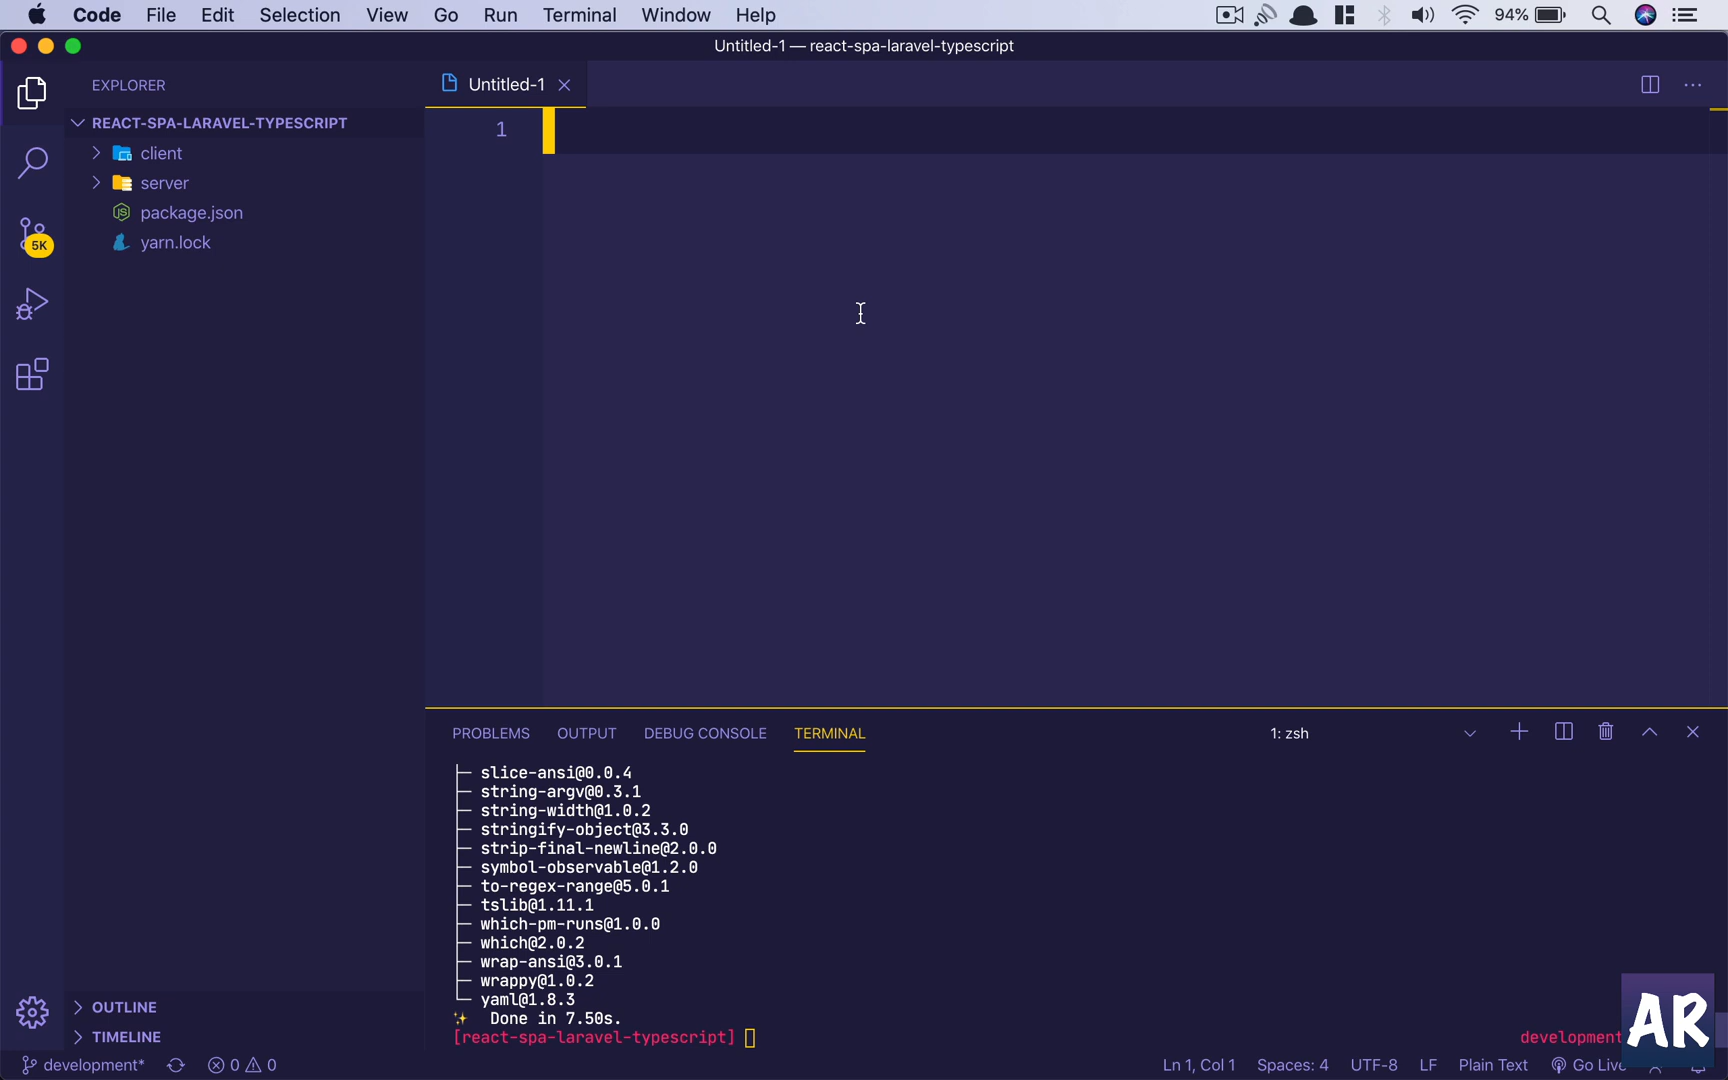 Code File Edit Selection View Go Run Terminal Window Help 94%
Untitled-1 — react-spa-laravel-typescript
EXPLORER
Untitled-1
REACT-SPA-LARAVEL-TYPESCRIPT
1
client
server
package.json
yarn.lock
5K
PROBLEMS OUTPUT DEBUG CONSOLE TERMINAL 1: zsh
├─ slice-ansi@0.0.4
├─ string-argv@0.3.1
├─ string-width@1.0.2
├─ stringify-object@3.3.0
├─ strip-final-newline@2.0.0
├─ symbol-observable@1.2.0
├─ to-regex-range@5.0.1
├─ tslib@1.11.1
├─ which-pm-runs@1.0.0
├─ which@2.0.2
├─ wrap-ansi@3.0.1
├─ wrappy@1.0.2
└─ yaml@1.8.3
✨ Done in 7.50s.
[react-spa-laravel-typescript] development
OUTLINE
TIMELINE
AR
development* 0 0 Ln 1, Col 1 Spaces: 4 UTF-8 LF Plain Text Go Live